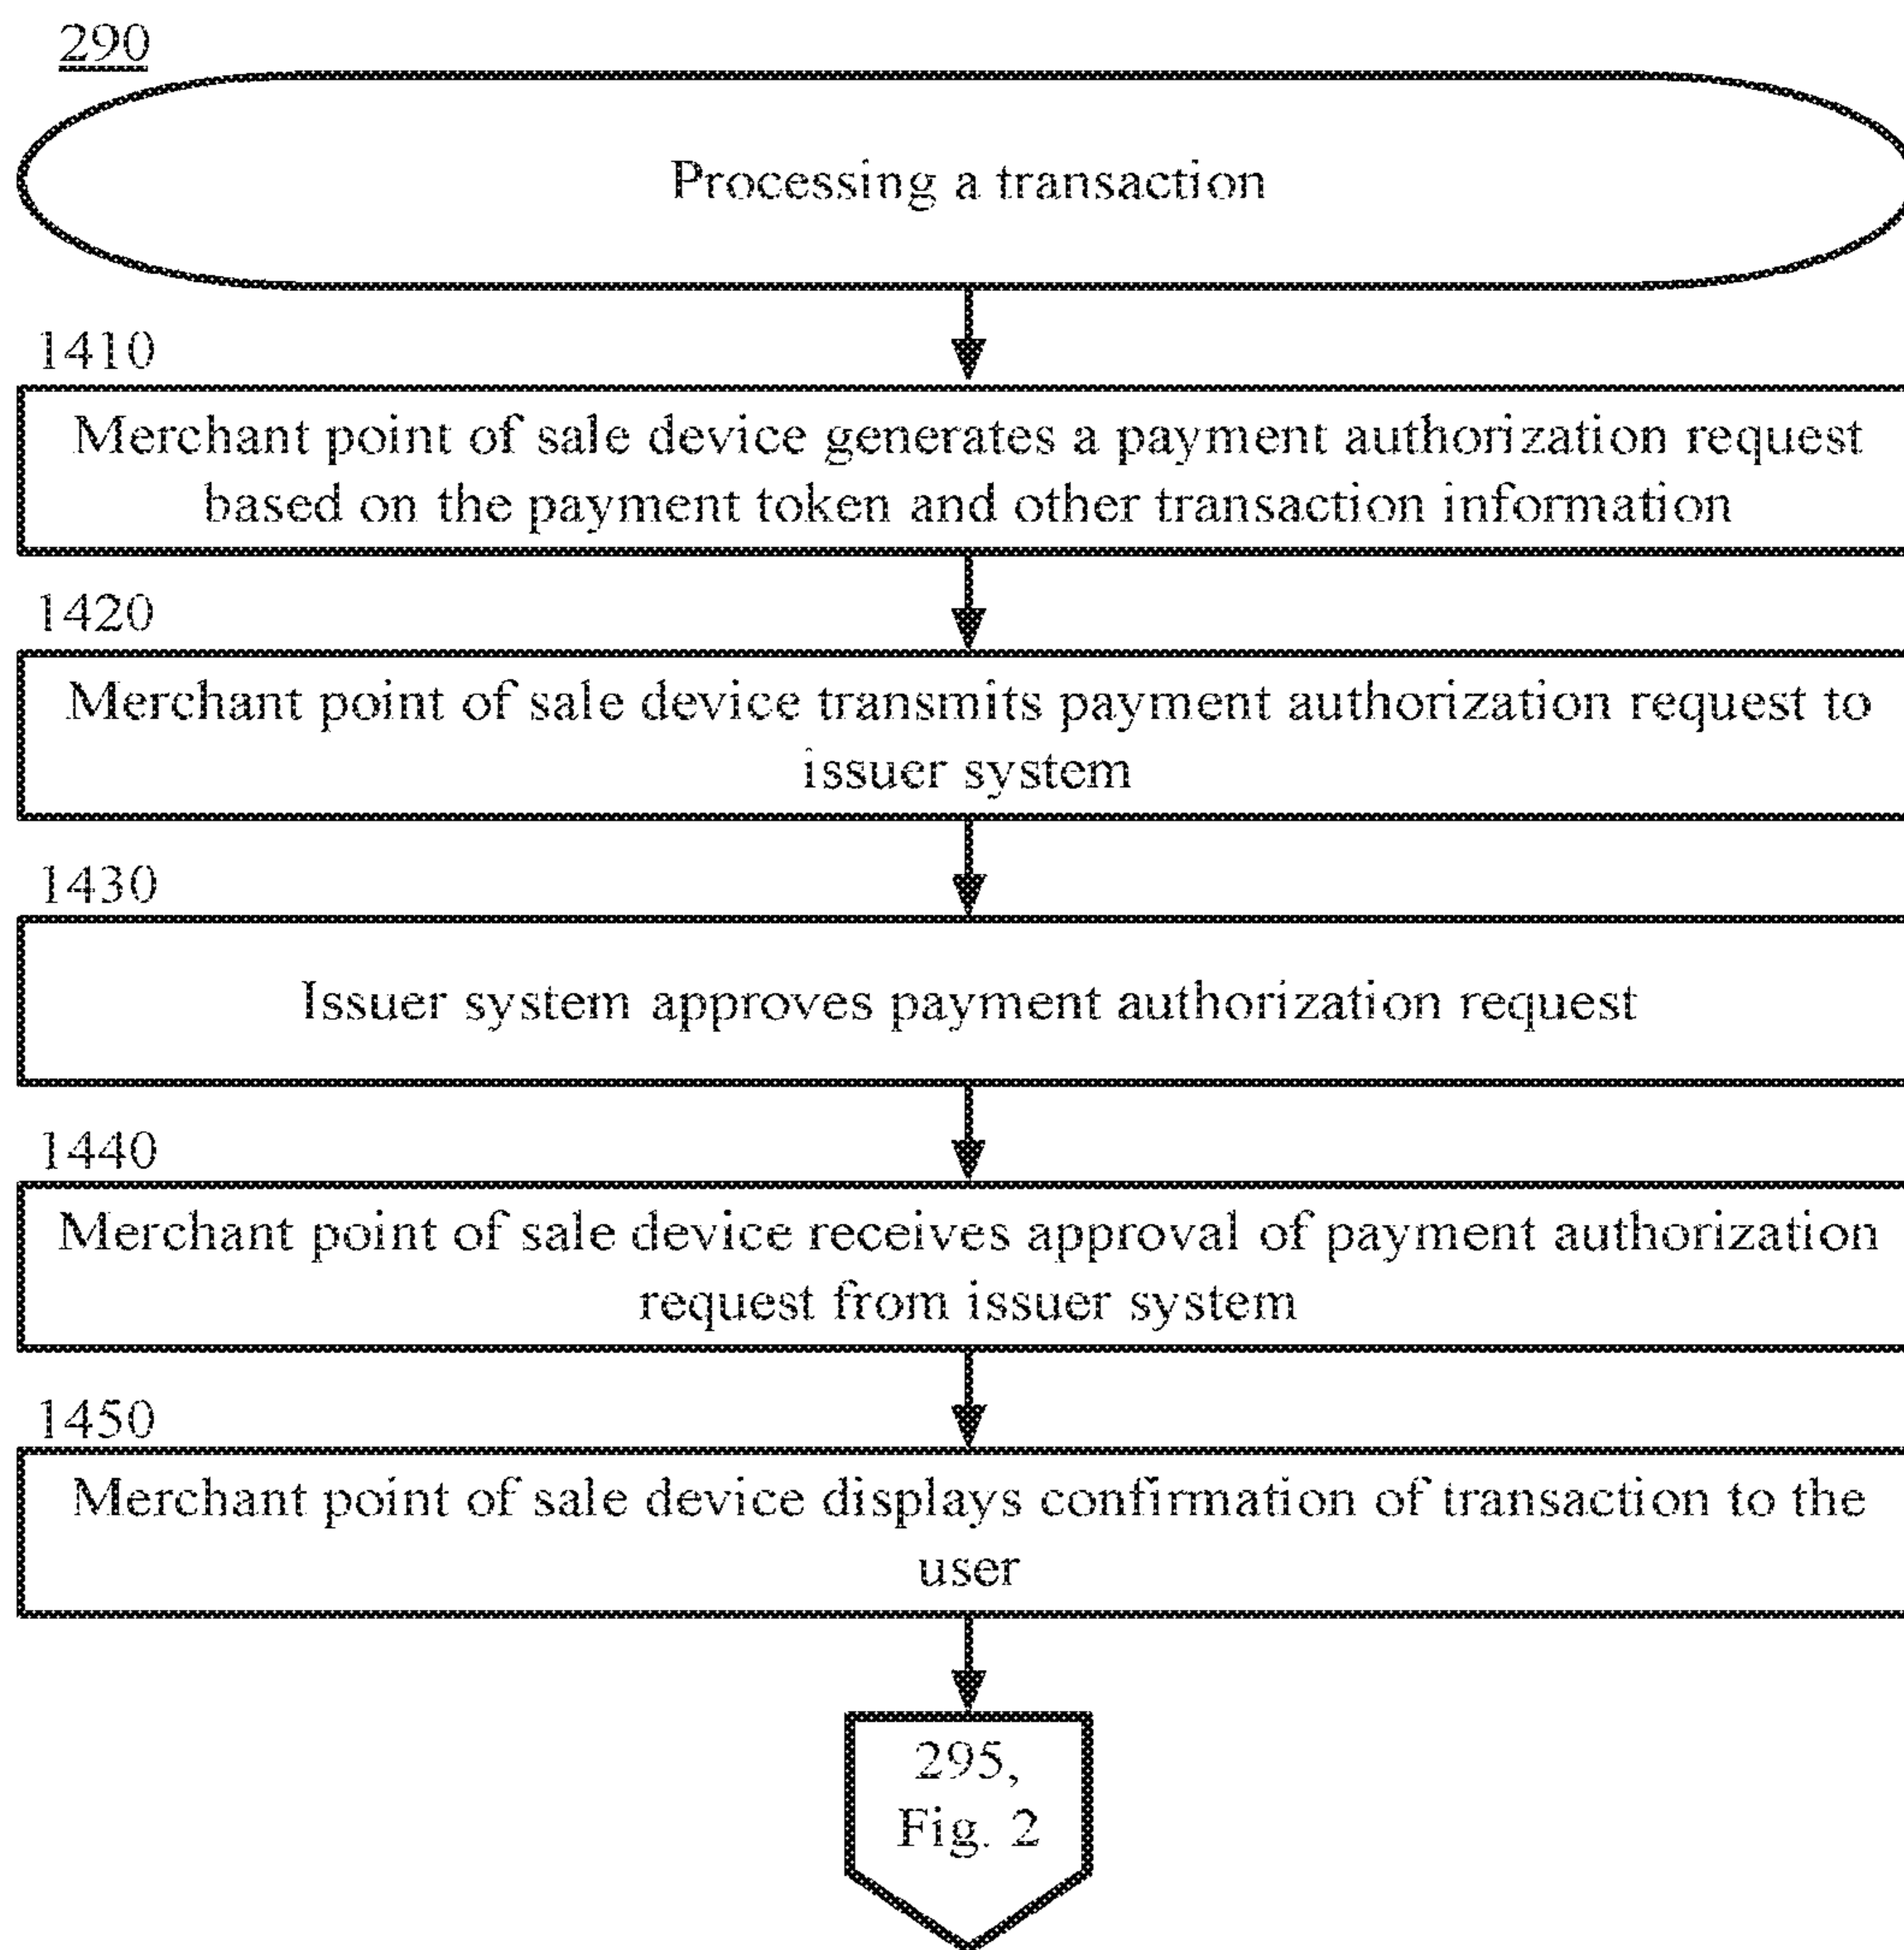 290
Processing a transaction
1410
Merchant point of sale device generates a payment authorization request
based on the payment token and other transaction information
1420
Merchant point of sale device transmits payment authorization request to
issuer system
1430
Issuer system approves payment authorization request
1440
Merchant point of sale device receives approval of payment authorization
request from issuer system
1450
Merchant point of sale device displays confirmation of transaction to the
user
295,
Fig. 2